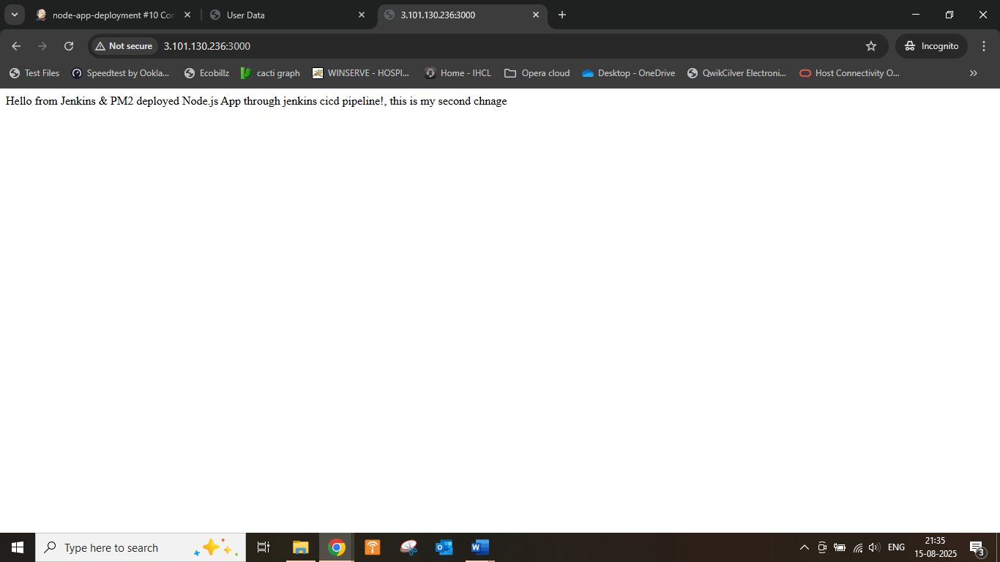 node-app-deployment #10 Con
User Data
3.101.130.236:3000
Not secure
3.101.130.236:3000
Incognito
Test Files
Speedtest by Ookla...
Ecobillz
cacti graph
WINSERVE - HOSPI...
Home - IHCL
Opera cloud
Desktop - OneDrive
QwikCilver Electroni...
Host Connectivity O...
Hello from Jenkins & PM2 deployed Node.js App through jenkins cicd pipeline!, this is my second chnage
Type here to search
ENG
21:35
15-08-2025
3